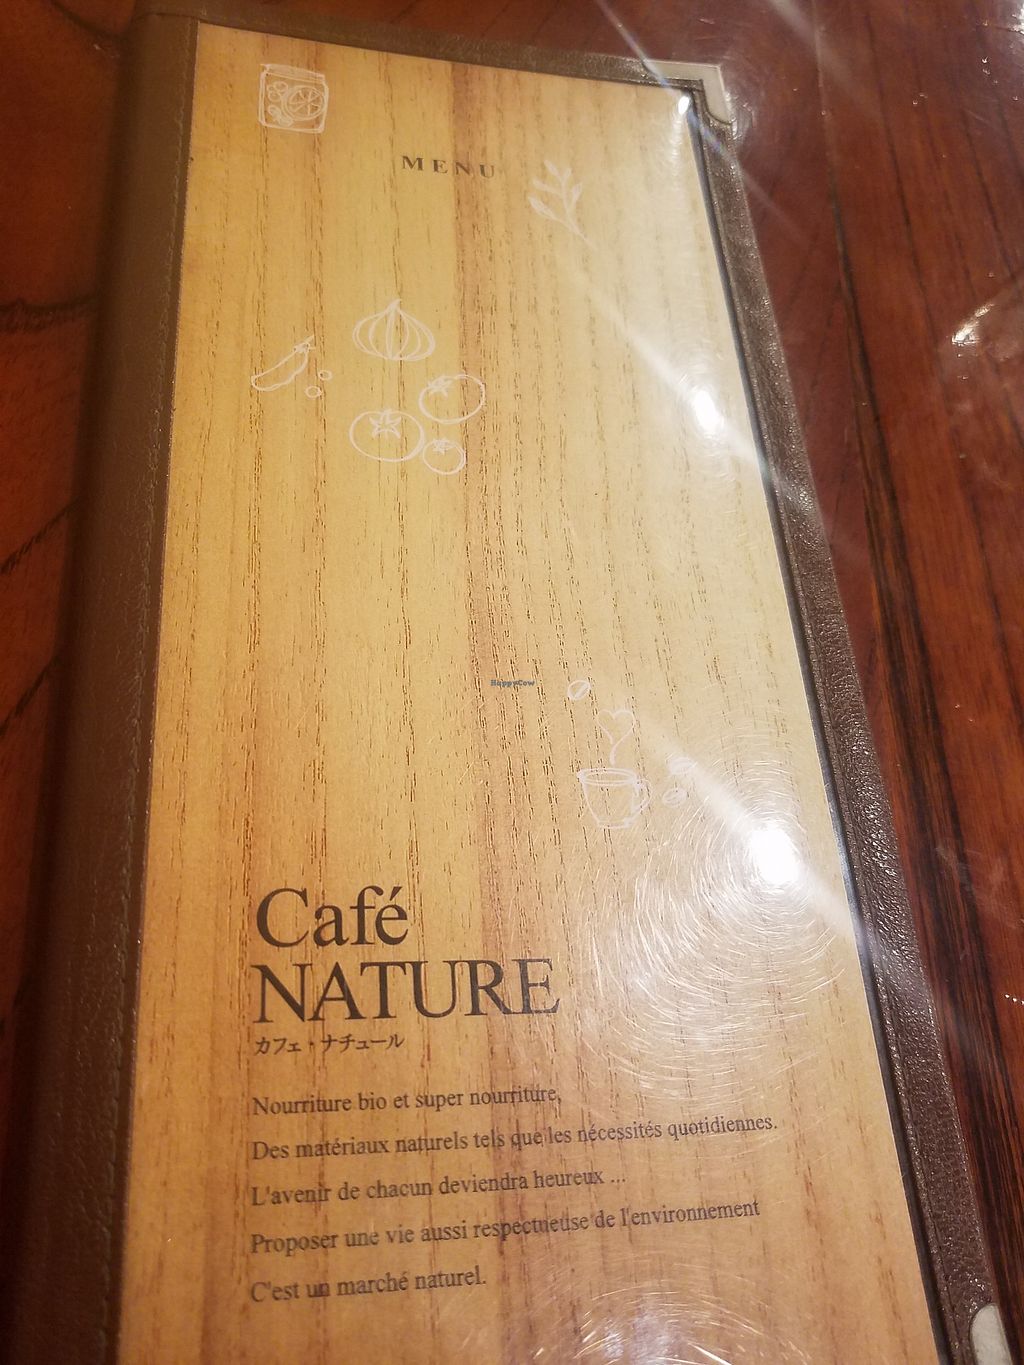 MENU
HappyCow
Café
NATURE
カフェ・ナチュール
Nourriture bio et super nourriture,
Des matériaux naturels tels que les nécessités quotidiennes.
L'avenir de chacun deviendra heureux ...
Proposer une vie aussi respectueuse de l'environnement
C'est un marché naturel.